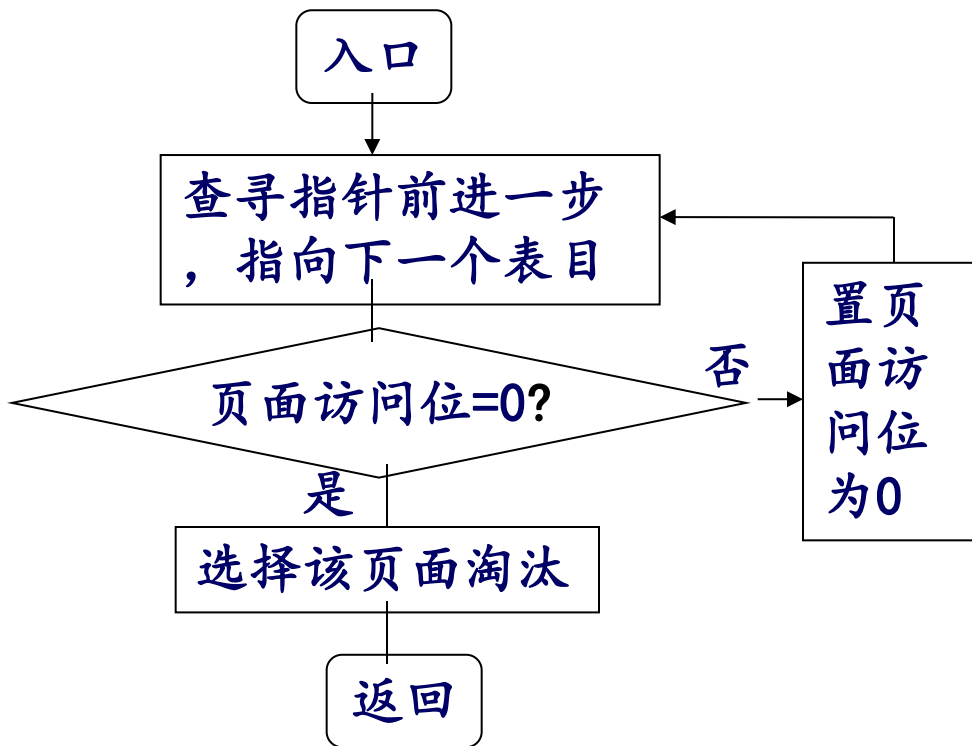 入口
查寻指针前进一步
，指向下一个表目
页面访问位=0?
否
置页
面访
问位
为0
是
选择该页面淘汰
返回